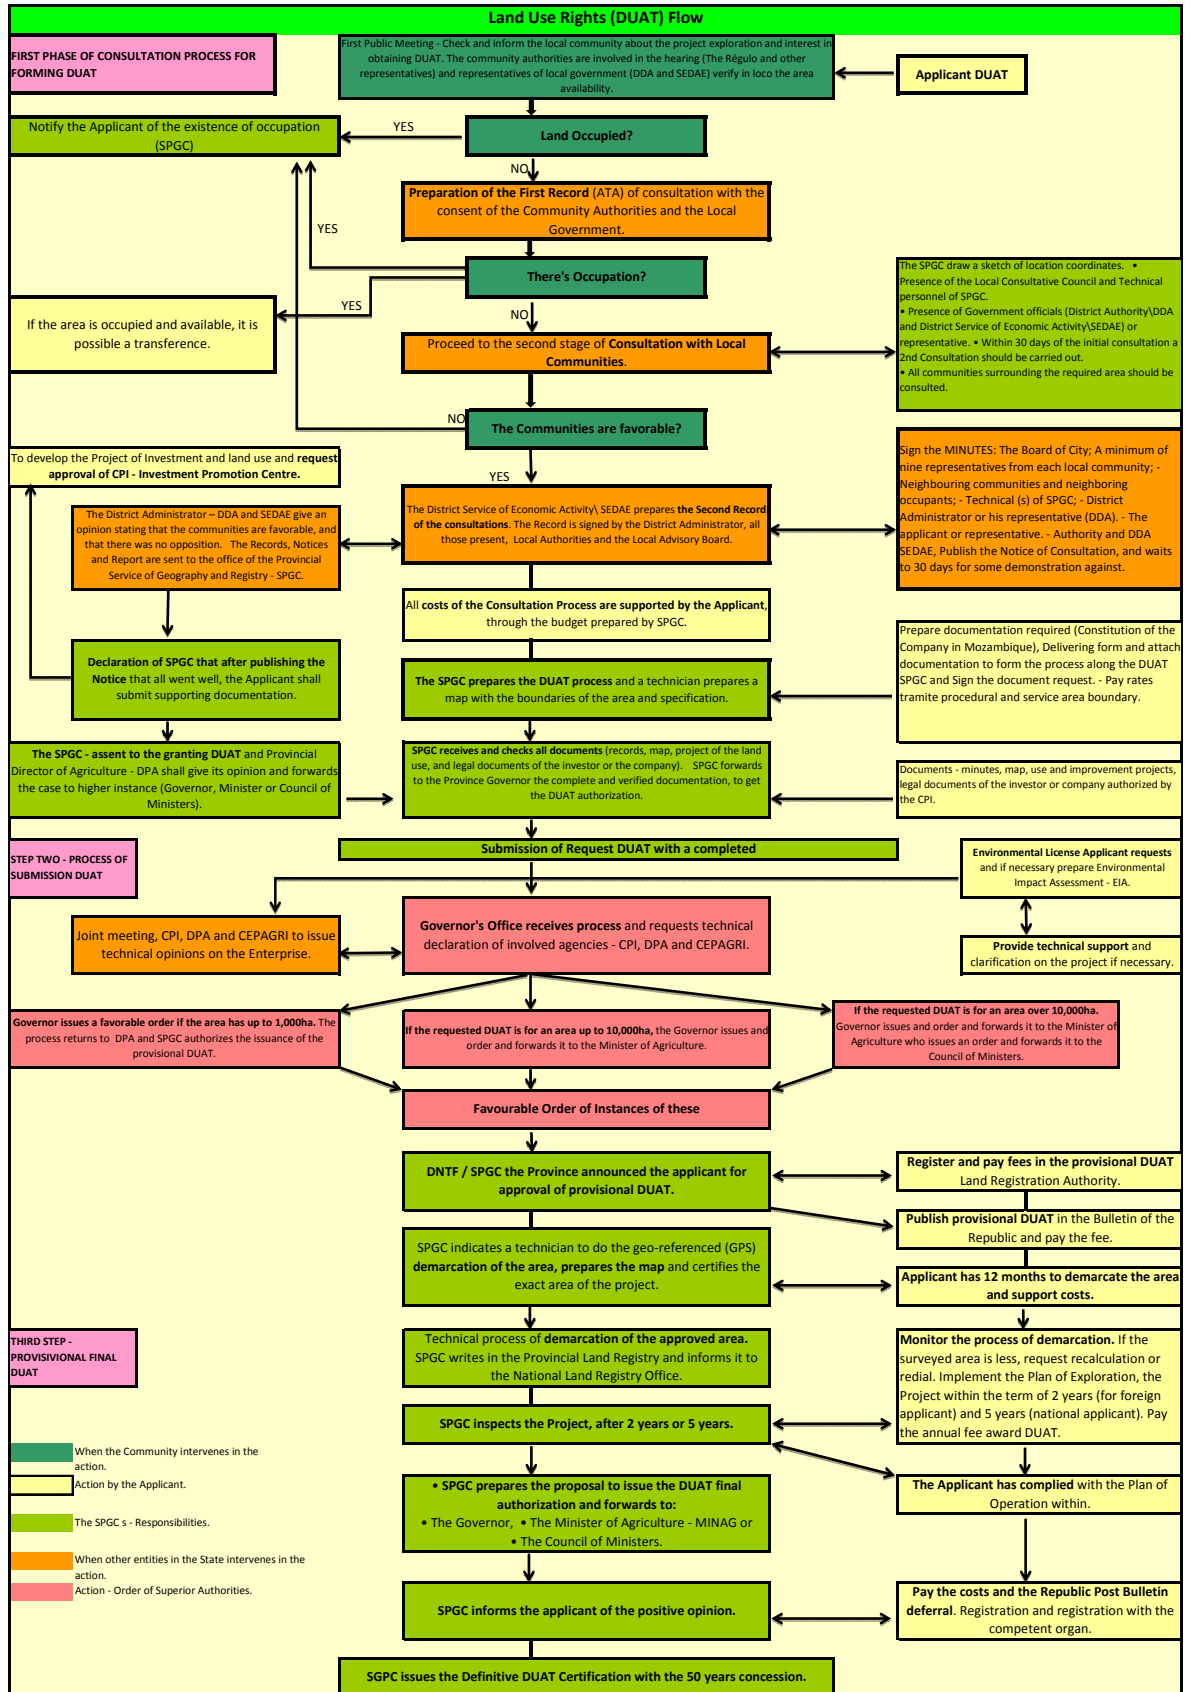 Land Use Rights (DUAT) Flow
FIRST PHASE OF CONSULTATION PROCESS FOR
FORMING DUAT
First Public Meeting - Check and inform the local community about the project exploration and interest in
obtaining DUAT. The community authorities are involved in the hearing (The Régulo and other
representatives) and representatives of local government (DDA and SEDAE) verify in loco the area
availability.
Applicant DUAT
Notify the Applicant of the existence of occupation
(SPGC)
YES
Land Occupied?
NO
Preparation of the First Record (ATA) of consultation with the
consent of the Community Authorities and the Local
Government.
YES
There's Occupation?
YES
NO
If the area is occupied and available, it is
possible a transference.
Proceed to the second stage of Consultation with Local
Communities.
The SPGC draw a sketch of location coordinates. •
Presence of the Local Consultative Council and Technical
personnel of SPGC.
• Presence of Government officials (District Authority\DDA
and District Service of Economic Activity\SEDAE) or
representative. • Within 30 days of the initial consultation a
2nd Consultation should be carried out.
• All communities surrounding the required area should be
consulted.
NO
The Communities are favorable?
YES
To develop the Project of Investment and land use and request
approval of CPI - Investment Promotion Centre.
The District Administrator – DDA and SEDAE give an
opinion stating that the communities are favorable, and
that there was no opposition. The Records, Notices
and Report are sent to the office of the Provincial
Service of Geography and Registry - SPGC.
The District Service of Economic Activity\ SEDAE prepares the Second Record
of the consultations. The Record is signed by the District Administrator, all
those present, Local Authorities and the Local Advisory Board.
Sign the MINUTES: The Board of City; A minimum of
nine representatives from each local community; -
Neighbouring communities and neighboring
occupants; - Technical (s) of SPGC; - District
Administrator or his representative (DDA). - The
applicant or representative. - Authority and DDA
SEDAE, Publish the Notice of Consultation, and waits
to 30 days for some demonstration against.
All costs of the Consultation Process are supported by the Applicant,
through the budget prepared by SPGC.
Declaration of SPGC that after publishing the
Notice that all went well, the Applicant shall
submit supporting documentation.
The SPGC prepares the DUAT process and a technician prepares a
map with the boundaries of the area and specification.
Prepare documentation required (Constitution of the
Company in Mozambique), Delivering form and attach
documentation to form the process along the DUAT
SPGC and Sign the document request. - Pay rates
tramite procedural and service area boundary.
The SPGC - assent to the granting DUAT and Provincial
Director of Agriculture - DPA shall give its opinion and forwards
the case to higher instance (Governor, Minister or Council of
Ministers).
SPGC receives and checks all documents (records, map, project of the land
use, and legal documents of the investor or the company). SPGC forwards
to the Province Governor the complete and verified documentation, to get
the DUAT authorization.
Documents - minutes, map, use and improvement projects,
legal documents of the investor or company authorized by
the CPI.
STEP TWO - PROCESS OF
SUBMISSION DUAT
Submission of Request DUAT with a completed
Environmental License Applicant requests
and if necessary prepare Environmental
Impact Assessment - EIA.
Joint meeting, CPI, DPA and CEPAGRI to issue
technical opinions on the Enterprise.
Governor's Office receives process and requests technical
declaration of involved agencies - CPI, DPA and CEPAGRI.
Provide technical support and
clarification on the project if necessary.
Governor issues a favorable order if the area has up to 1,000ha. The
process returns to DPA and SPGC authorizes the issuance of the
provisional DUAT.
If the requested DUAT is for an area up to 10,000ha, the Governor issues and
order and forwards it to the Minister of Agriculture.
If the requested DUAT is for an area over 10,000ha.
Governor issues and order and forwards it to the Minister of
Agriculture who issues an order and forwards it to the
Council of Ministers.
Favourable Order of Instances of these
DNTF / SPGC the Province announced the applicant for
approval of provisional DUAT.
Register and pay fees in the provisional DUAT
Land Registration Authority.
Publish provisional DUAT in the Bulletin of the
Republic and pay the fee.
SPGC indicates a technician to do the geo-referenced (GPS)
demarcation of the area, prepares the map and certifies the
exact area of the project.
Applicant has 12 months to demarcate the area
and support costs.
THIRD STEP -
PROVISIVIONAL FINAL
DUAT
Technical process of demarcation of the approved area.
SPGC writes in the Provincial Land Registry and informs it to
the National Land Registry Office.
Monitor the process of demarcation. If the
surveyed area is less, request recalculation or
redial. Implement the Plan of Exploration, the
Project within the term of 2 years (for foreign
applicant) and 5 years (national applicant). Pay
the annual fee award DUAT.
SPGC inspects the Project, after 2 years or 5 years.
When the Community intervenes in the
action.
Action by the Applicant.
The SPGC s - Responsibilities.
When other entities in the State intervenes in the
action.
Action - Order of Superior Authorities.
• SPGC prepares the proposal to issue the DUAT final
authorization and forwards to:
• The Governor, • The Minister of Agriculture - MINAG or
• The Council of Ministers.
The Applicant has complied with the Plan of
Operation within.
SPGC informs the applicant of the positive opinion.
Pay the costs and the Republic Post Bulletin
deferral. Registration and registration with the
competent organ.
SGPC issues the Definitive DUAT Certification with the 50 years concession.